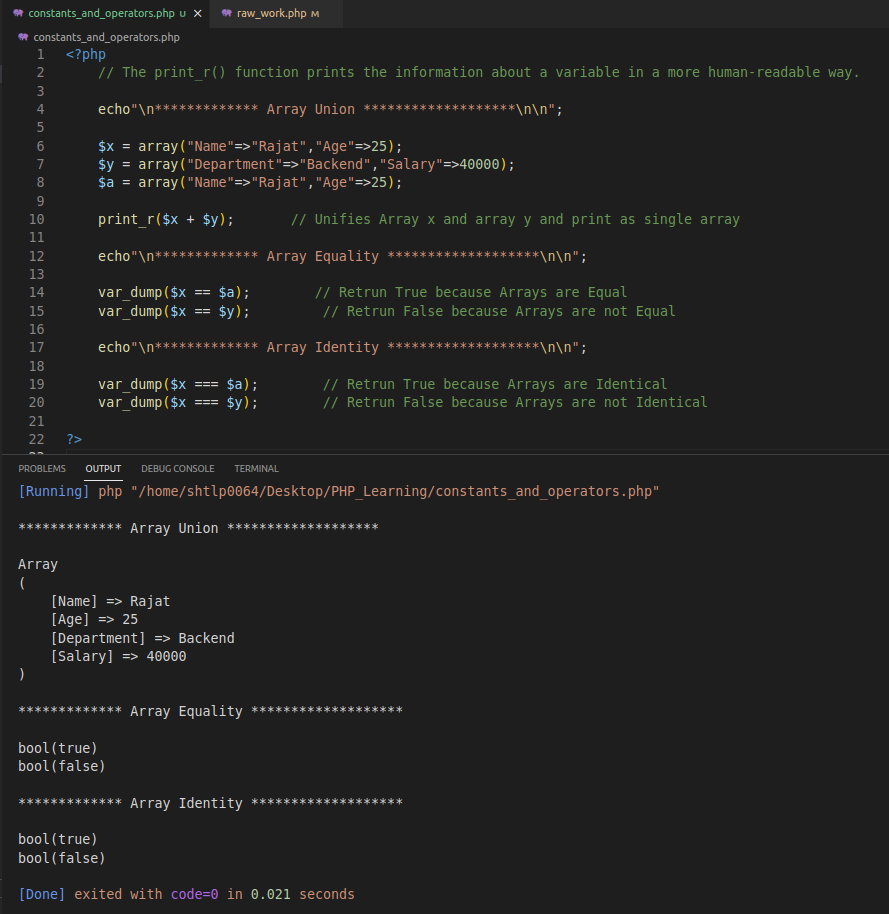 constants_and_operators.php U × raw_work.php M
constants_and_operators.php
1 <?php
2 // The print_r() function prints the information about a variable in a more human-readable way.
3
4 echo"\n************* Array Union *******************\n\n";
5
6 $x = array("Name"=>"Rajat","Age"=>25);
7 $y = array("Department"=>"Backend","Salary"=>40000);
8 $a = array("Name"=>"Rajat","Age"=>25);
9
10 print_r($x + $y); // Unifies Array x and array y and print as single array
11
12 echo"\n************* Array Equality *******************\n\n";
13
14 var_dump($x == $a); // Retrun True because Arrays are Equal
15 var_dump($x == $y); // Retrun False because Arrays are not Equal
16
17 echo"\n************* Array Identity *******************\n\n";
18
19 var_dump($x === $a); // Retrun True because Arrays are Identical
20 var_dump($x === $y); // Retrun False because Arrays are not Identical
21
22 ?>
23
PROBLEMS OUTPUT DEBUG CONSOLE TERMINAL
[Running] php "/home/shtlp0064/Desktop/PHP_Learning/constants_and_operators.php"
************* Array Union *******************
Array
(
[Name] => Rajat
[Age] => 25
[Department] => Backend
[Salary] => 40000
)
************* Array Equality *******************
bool(true)
bool(false)
************* Array Identity *******************
bool(true)
bool(false)
[Done] exited with code=0 in 0.021 seconds